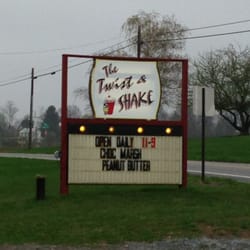 The
Twist &
SHAKE
OPEN DAILY 11-9
CHOC MARSH
PEANUT BUTTER